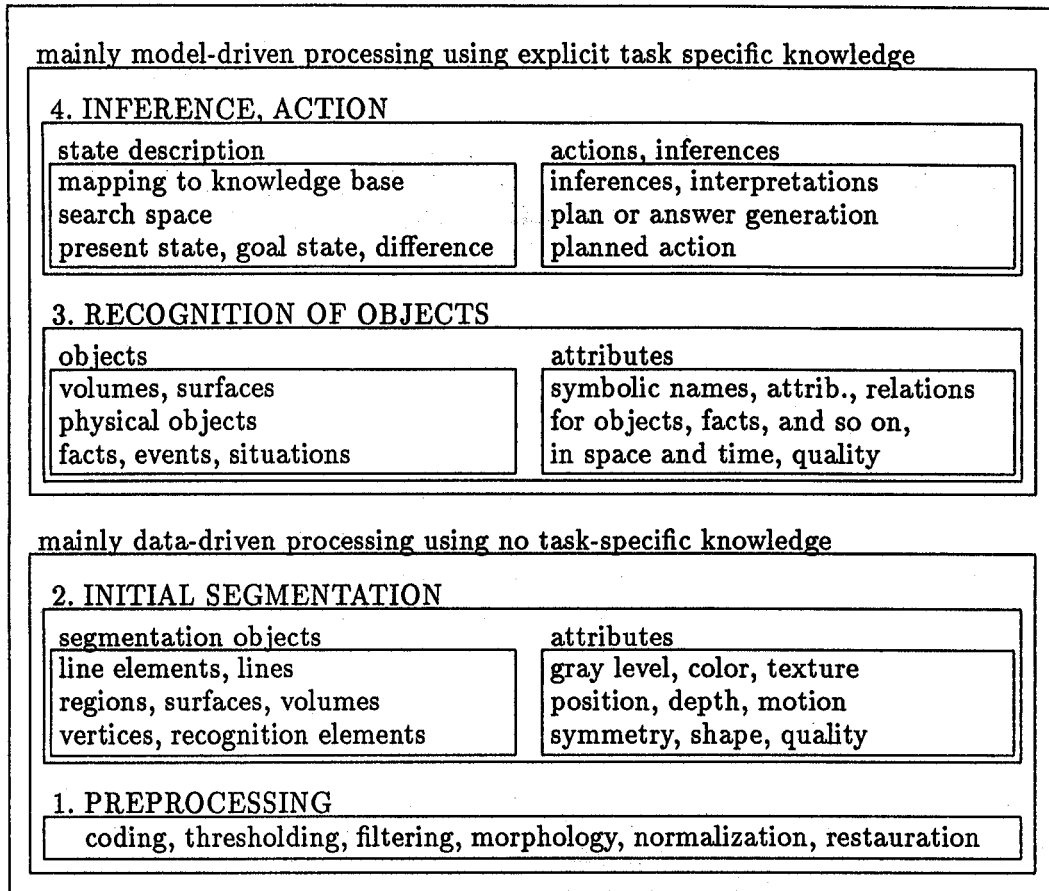 mainly model-driven processing using explicit task specific knowledge
4. INFERENCE, ACTION
state description
mapping to knowledge base
search space
present state, goal state, difference
actions, inferences
inferences, interpretations
plan or answer generation
planned action
3. RECOGNITION OF OBJECTS
objects
volumes, surfaces
physical objects
facts, events, situations
attributes
symbolic names, attrib., relations
for objects, facts, and so on,
in space and time, quality
mainly data-driven processing using no task-specific knowledge
2. INITIAL SEGMENTATION
segmentation objects
line elements, lines
regions, surfaces, volumes
vertices, recognition elements
attributes
gray level, color, texture
position, depth, motion
symmetry, shape, quality
1. PREPROCESSING
coding, thresholding, filtering, morphology, normalization, restauration